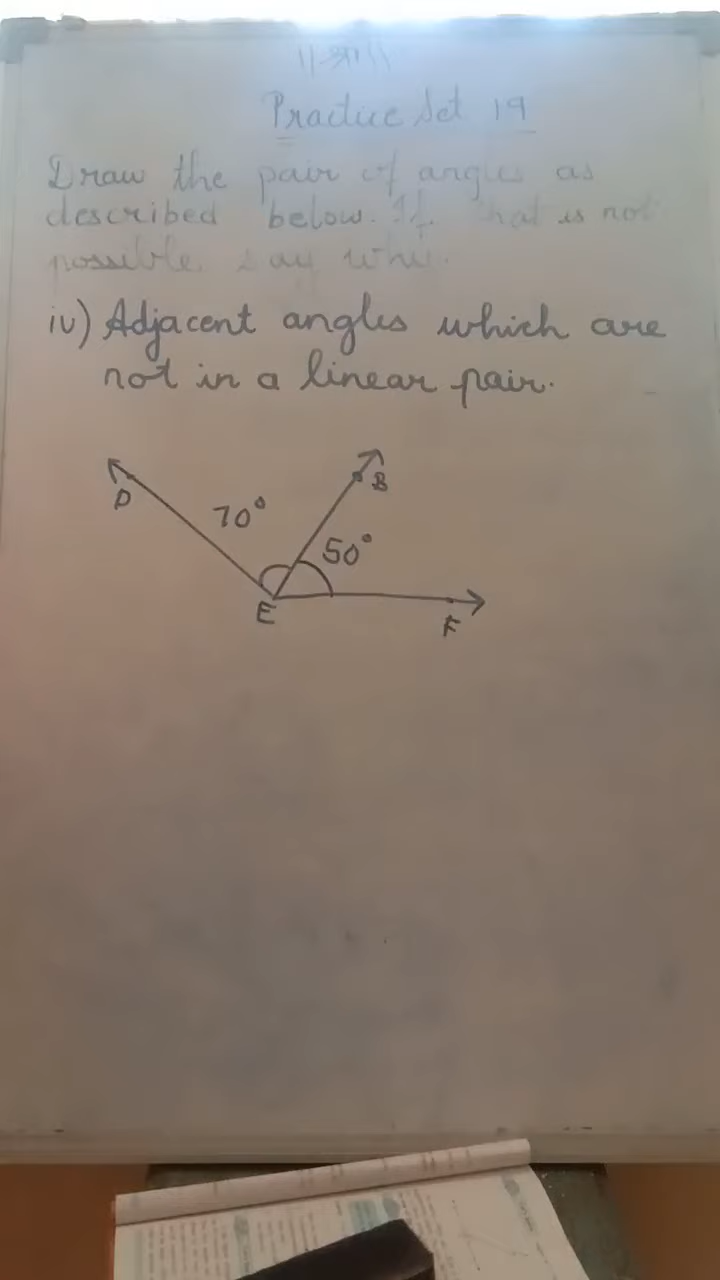 ॥ श्री ॥
Practice Set 19
Draw the pair of angles as
described below. If that is not
possible, say why.
iv) Adjacent angles which are
not in a linear pair.
D
70°
B
50°
E
F